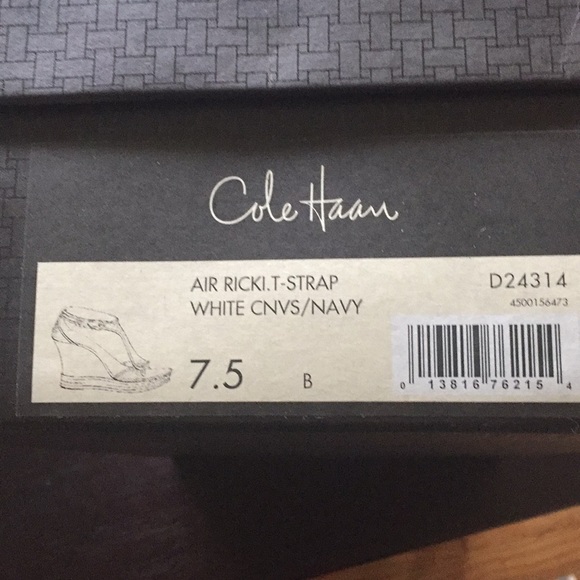 Cole Haan
AIR RICKI.T-STRAP
WHITE CNVS/NAVY
D24314
4500156473
7.5 B
0 13816 76215 4